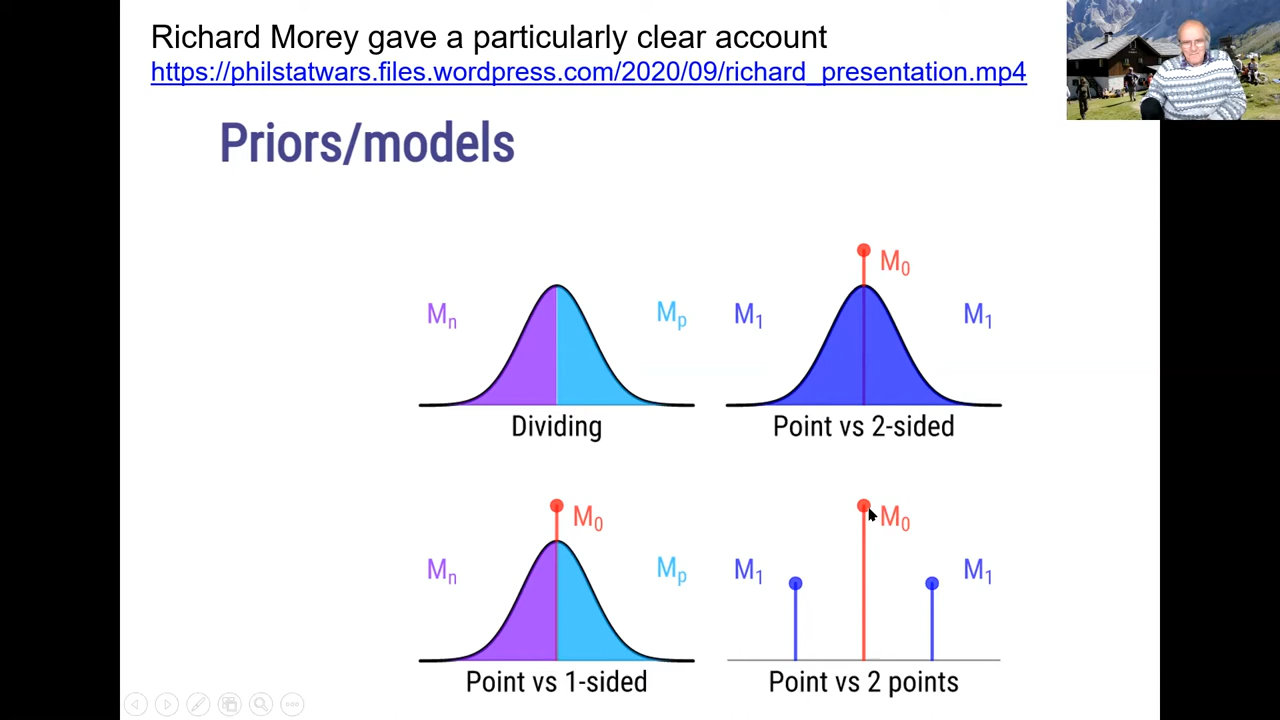 Richard Morey gave a particularly clear account
https://philstatwars.files.wordpress.com/2020/09/richard_presentation.mp4
Priors/models
Mn
Mp
Dividing
M0
M1
M1
Point vs 2-sided
M0
Mn
Mp
Point vs 1-sided
M0
M1
M1
Point vs 2 points